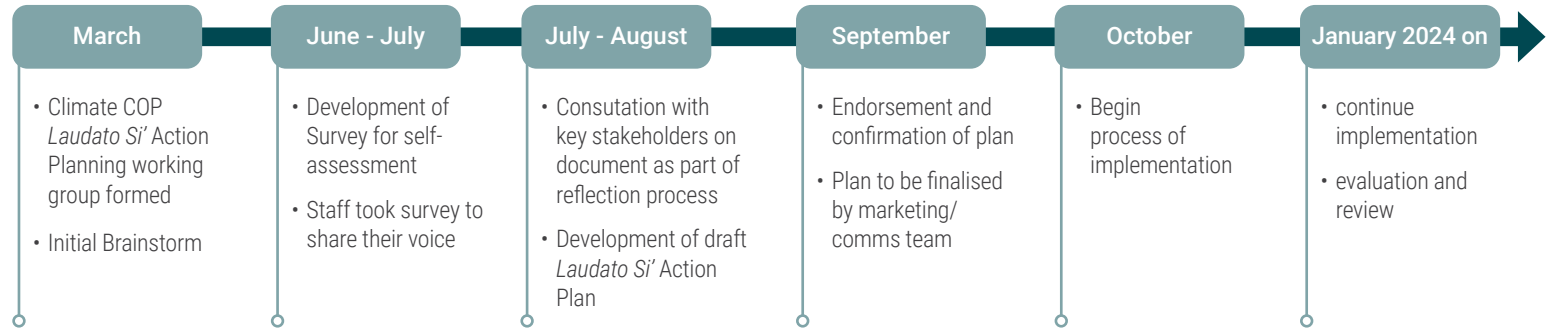 March
• Climate COP
Laudato Si’ Action
Planning working
group formed
• Initial Brainstorm
June - July
• Development of
Survey for self-
assessment
• Staff took survey to
share their voice
July - August
• Consutation with
key stakeholders on
document as part of
reflection process
• Development of draft
Laudato Si’ Action
Plan
September
• Endorsement and
confirmation of plan
• Plan to be finalised
by marketing/
comms team
October
• Begin
process of
implementation
January 2024 on
• continue
implementation
• evaluation and
review